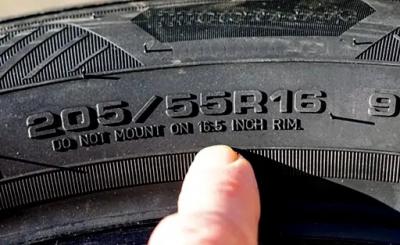 205/55R16 9
DO NOT MOUNT ON 16.5 INCH RIM.